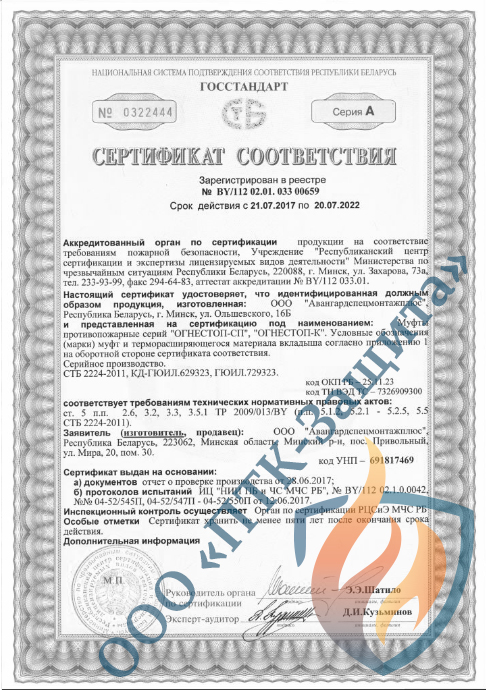 НАЦИОНАЛЬНАЯ СИСТЕМА ПОДТВЕРЖДЕНИЯ СООТВЕТСТВИЯ РЕСПУБЛИКИ БЕЛАРУСЬ
ГОССТАНДАРТ
№ 0322444
СТБ
Серия А
СЕРТИФИКАТ СООТВЕТСТВИЯ
Зарегистрирован в реестре
№ BY/112 02.01. 033 00659
Срок действия с 21.07.2017 по 20.07.2022
Аккредитованный орган по сертификации продукции на соответствие
требованиям пожарной безопасности, Учреждение "Республиканский центр
сертификации и экспертизы лицензируемых видов деятельности" Министерства по
чрезвычайным ситуациям Республики Беларусь, 220088, г. Минск, ул. Захарова, 73а,
тел. 233-93-99, факс 294-64-83, аттестат аккредитации № BY/112 033.01.
Настоящий сертификат удостоверяет, что идентифицированная должным
образом продукция, изготовленная: ООО "Авангардспецмонтажплюс",
Республика Беларусь, г. Минск, ул. Ольшевского, 16Б
и представленная на сертификацию под наименованием: Муфты
противопожарные серий "ОГНЕСТОП-СП", "ОГНЕСТОП-К". Условные обозначения
(марки) муфт и терморасширяющегося материала вкладыша согласно приложению 1
на оборотной стороне сертификата соответствия.
Серийное производство.
СТБ 2224-2011, КД-ГЮИЛ.629323, ГЮИЛ.729323.
код ОКП РБ – 25.11.23
код ТН ВЭД ТС – 7326909300
соответствует требованиям технических нормативных правовых актов:
ст. 5 п.п. 2.6, 3.2, 3.3, 3.5.1 ТР 2009/013/BY (п.п. 5.1.1, 5.2.1 - 5.2.5, 5.5
СТБ 2224-2011).
Заявитель (изготовитель, продавец): ООО "Авангардспецмонтажплюс",
Республика Беларусь, 223062, Минская область, Минский р-н, пос. Привольный,
ул. Мира, 20, пом. 30.
код УНП – 691817469
Сертификат выдан на основании:
а) документов отчет о проверке производства от 28.06.2017;
б) протоколов испытаний ИЦ "НИИ ПБ и ЧС МЧС РБ", № BY/112 02.1.0.0042,
№№ 04-52/545П, 04-52/547П - 04-52/550П от 12.06.2017.
Инспекционный контроль осуществляет Орган по сертификации РЦСиЭ МЧС РБ
Особые отметки Сертификат хранить не менее пяти лет после окончания срока
действия.
Дополнительная информация
М П
Руководитель органа
по сертификации
Э.Э.Шатило
Эксперт-аудитор
Д.И.Кузьминов
ООО «ПГК-Защита»